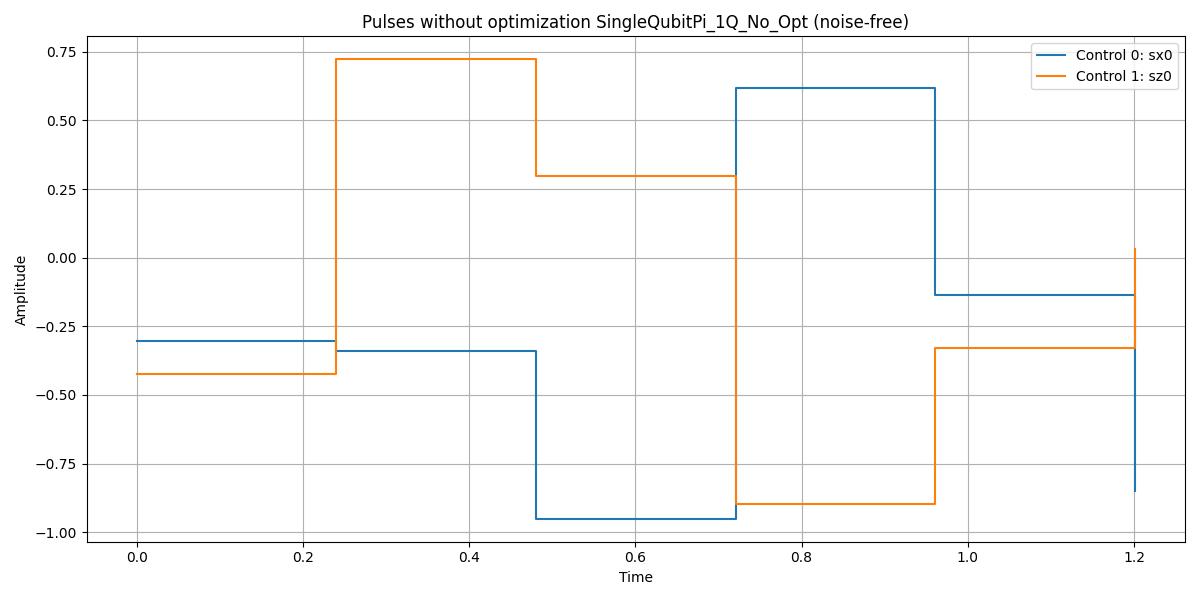 Pulses without optimization SingleQubitPi_1Q_No_Opt (noise-free)
Control 0: sx0
Control 1: sz0
0.75
0.50
0.25
0.00
−0.25
−0.50
−0.75
−1.00
Amplitude
0.0 0.2 0.4 0.6 0.8 1.0 1.2
Time